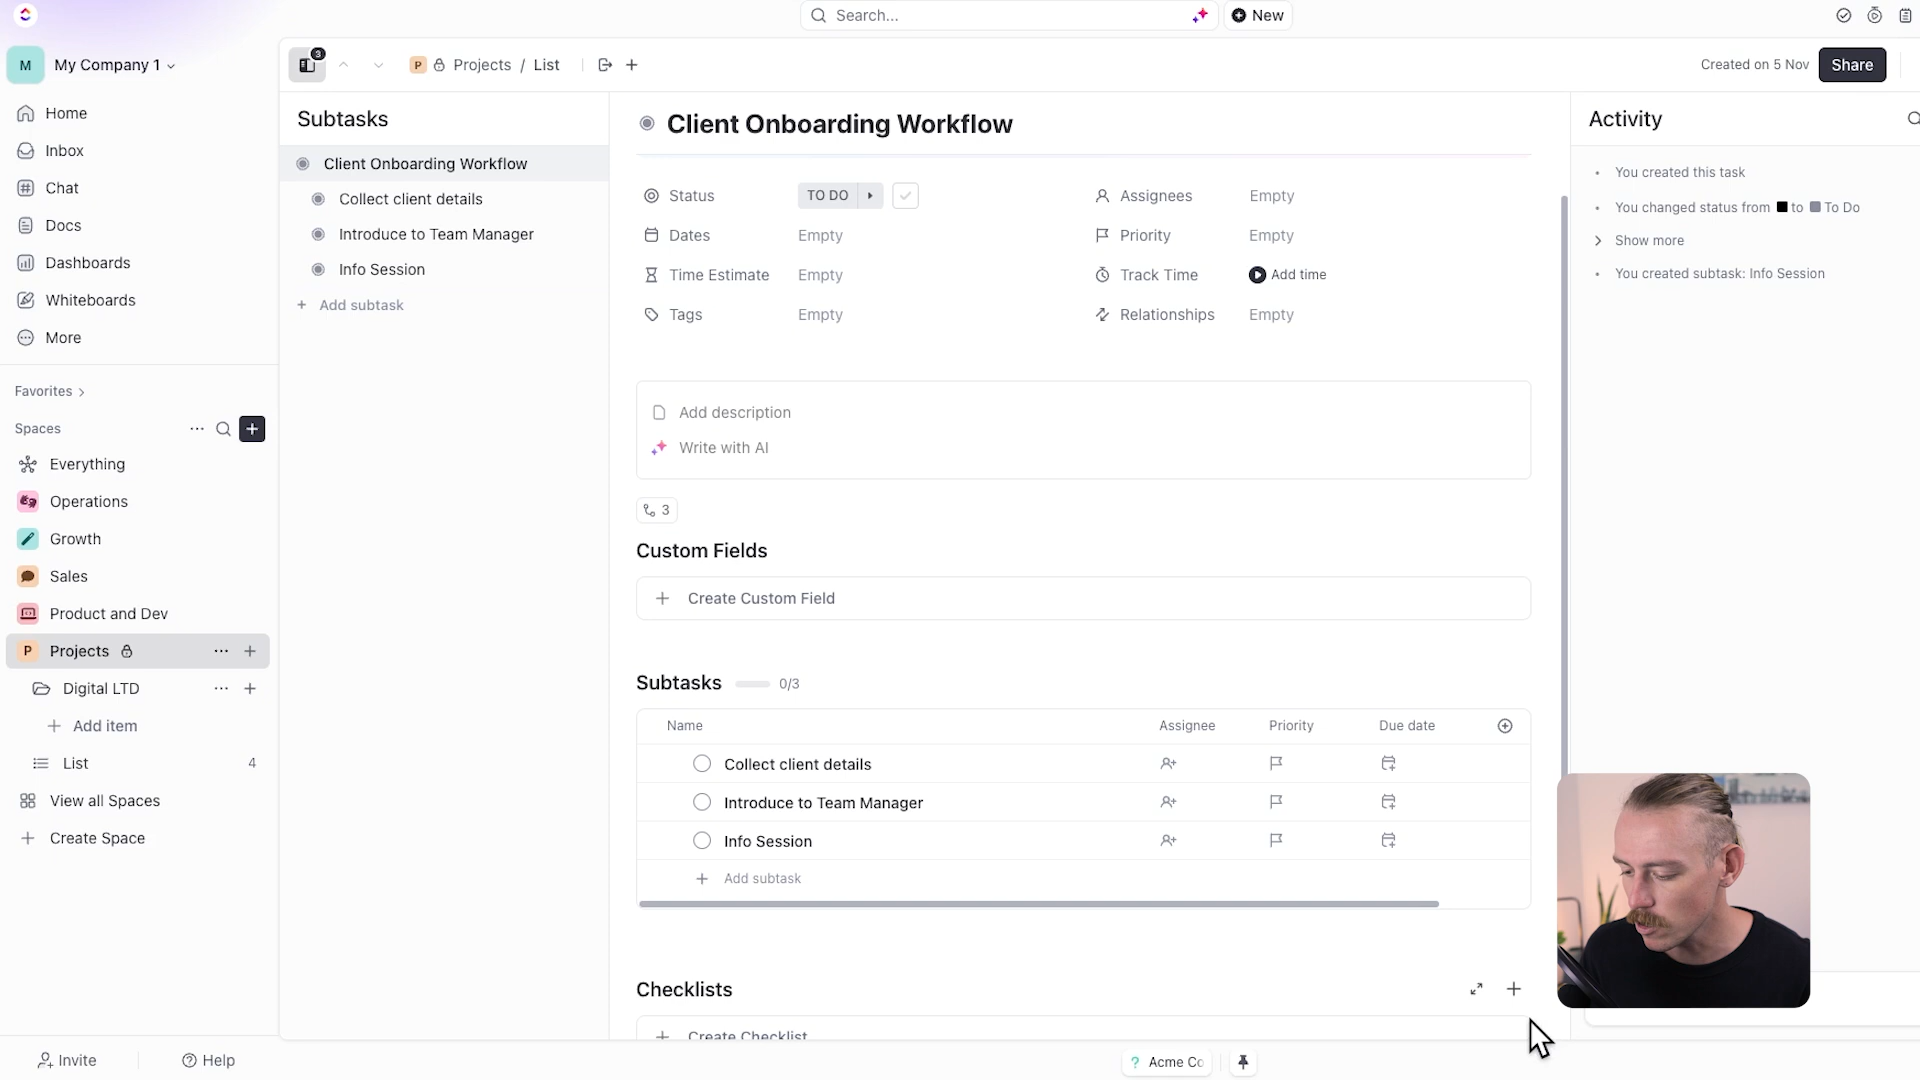 Search...
New
M
My Company 1
3
P
Projects / List
Created on 5 Nov
Share
Home
Inbox
Chat
Docs
Dashboards
Whiteboards
More
Favorites
Spaces
Everything
Operations
Growth
Sales
Product and Dev
P
Projects
Digital LTD
Add item
List
4
View all Spaces
Create Space
Invite
Help
Subtasks
Client Onboarding Workflow
Collect client details
Introduce to Team Manager
Info Session
+ Add subtask
Client Onboarding Workflow
Status
TO DO
Assignees
Empty
Dates
Empty
Priority
Empty
Time Estimate
Empty
Track Time
Add time
Tags
Empty
Relationships
Empty
Add description
Write with AI
3
Custom Fields
+ Create Custom Field
Subtasks
0/3
Name
Assignee
Priority
Due date
Collect client details
Introduce to Team Manager
Info Session
+ Add subtask
Checklists
+ Create Checklist
Activity
You created this task
You changed status from to To Do
Show more
You created subtask: Info Session
? Acme Co